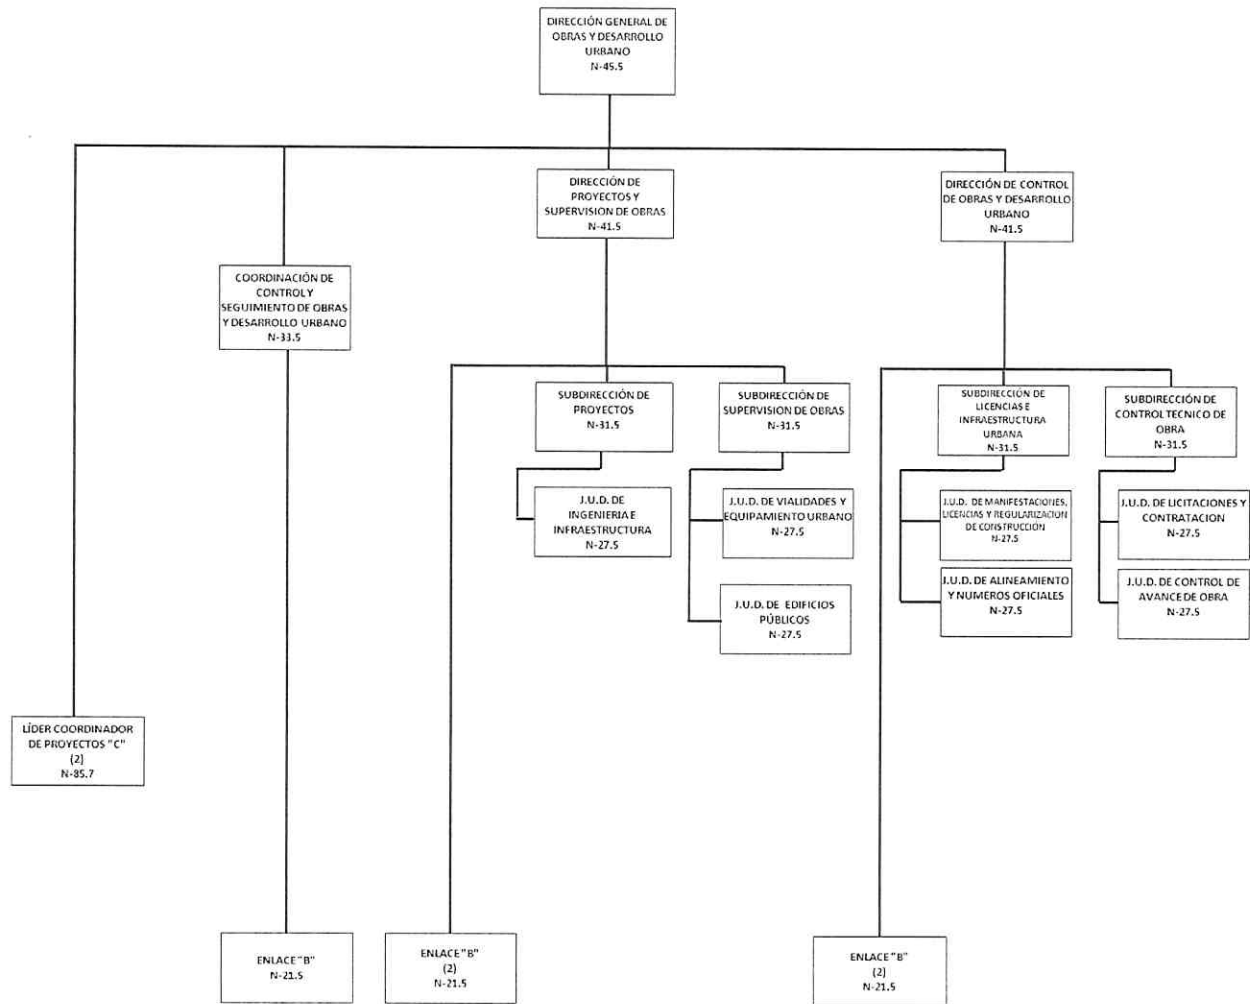 DIRECCIÓN GENERAL DE
OBRAS Y DESARROLLO
URBANO
N-45.5
DIRECCIÓN DE
PROYECTOS Y
SUPERVISION DE OBRAS
N-41.5
DIRECCIÓN DE CONTROL
DE OBRAS Y DESARROLLO
URBANO
N-41.5
COORDINACIÓN DE
CONTROL Y
SEGUIMIENTO DE OBRAS
Y DESARROLLO URBANO
N-33.5
SUBDIRECCIÓN DE
PROYECTOS
N-31.5
SUBDIRECCIÓN DE
SUPERVISION DE OBRAS
N-31.5
SUBDIRECCIÓN DE
LICENCIAS E
INFRAESTRUCTURA
URBANA
N-31.5
SUBDIRECCIÓN DE
CONTROL TECNICO DE
OBRA
N-31.5
J.U.D. DE
INGENIERIA E
INFRAESTRUCTURA
N-27.5
J.U.D. DE VIALIDADES Y
EQUIPAMIENTO URBANO
N-27.5
J.U.D. DE MANIFESTACIONES,
LICENCIAS Y REGULARIZACION
DE CONSTRUCCIÓN
N-27.5
J.U.D. DE LICITACIONES Y
CONTRATACION
N-27.5
J.U.D. DE EDIFICIOS
PÚBLICOS
N-27.5
J.U.D. DE ALINEAMIENTO
Y NUMEROS OFICIALES
N-27.5
J.U.D. DE CONTROL DE
AVANCE DE OBRA
N-27.5
LÍDER COORDINADOR
DE PROYECTOS "C"
(2)
N-85.7
ENLACE "B"
N-21.5
ENLACE "B"
(2)
N-21.5
ENLACE "B"
(2)
N-21.5